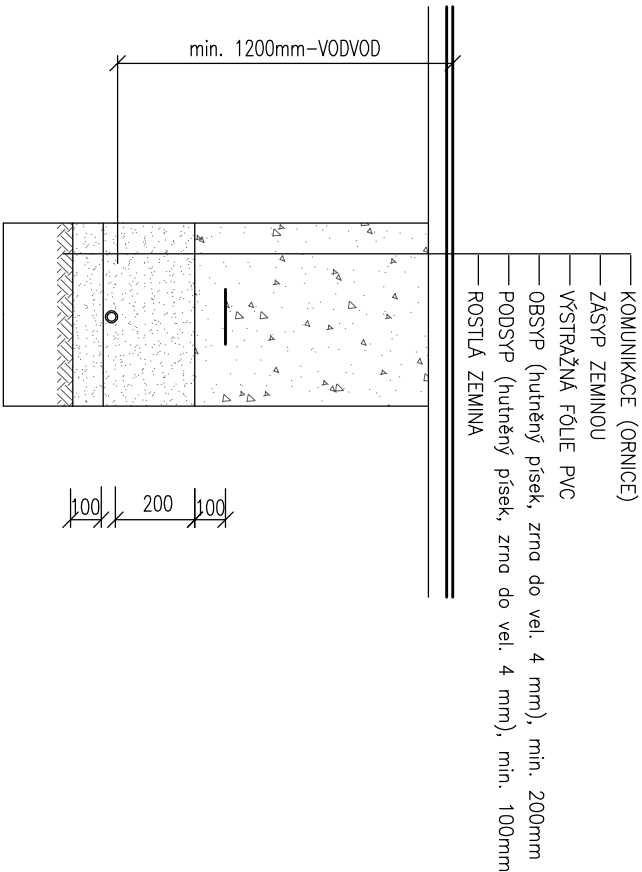 min. 1200mm-VODVOD
KOMUNIKACE (ORNICE)
ZÁSYP ZEMINOU
VÝSTRAŽNÁ FÓLIE PVC
OBSYP (hutněný písek, zrna do vel. 4 mm), min. 200mm
PODSYP (hutněný písek, zrna do vel. 4 mm), min. 100mm
ROSTLÁ ZEMINA
100
200
100